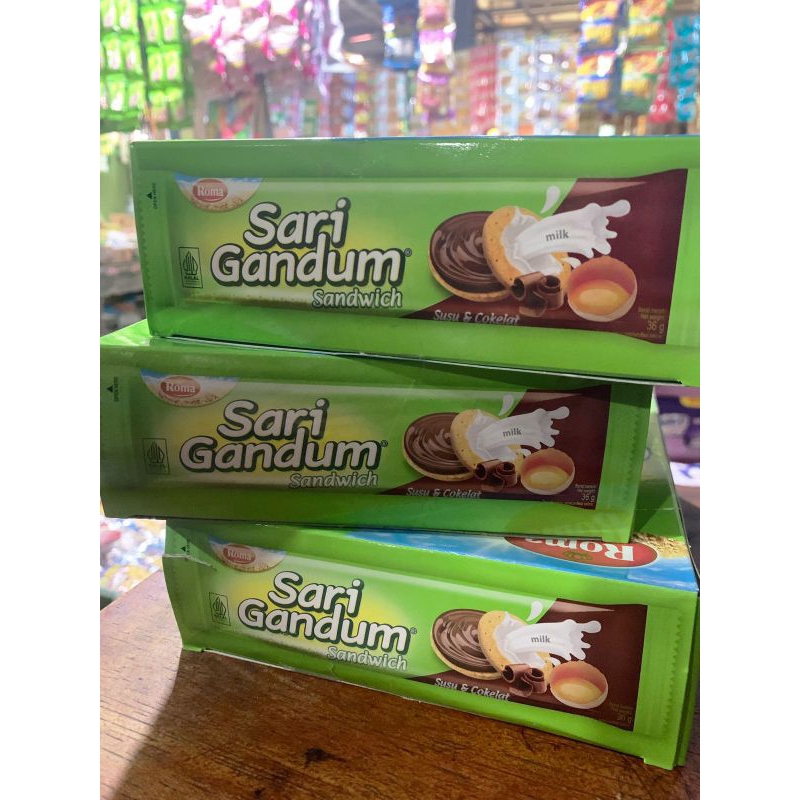 Roma
Sari
Gandum®
Sandwich
milk
Susu & Cokelat
36 g
Roma
Sari
Gandum®
Sandwich
milk
Susu & Cokelat
36 g
Roma
Roma
Sari
Gandum®
Sandwich
milk
Susu & Cokelat